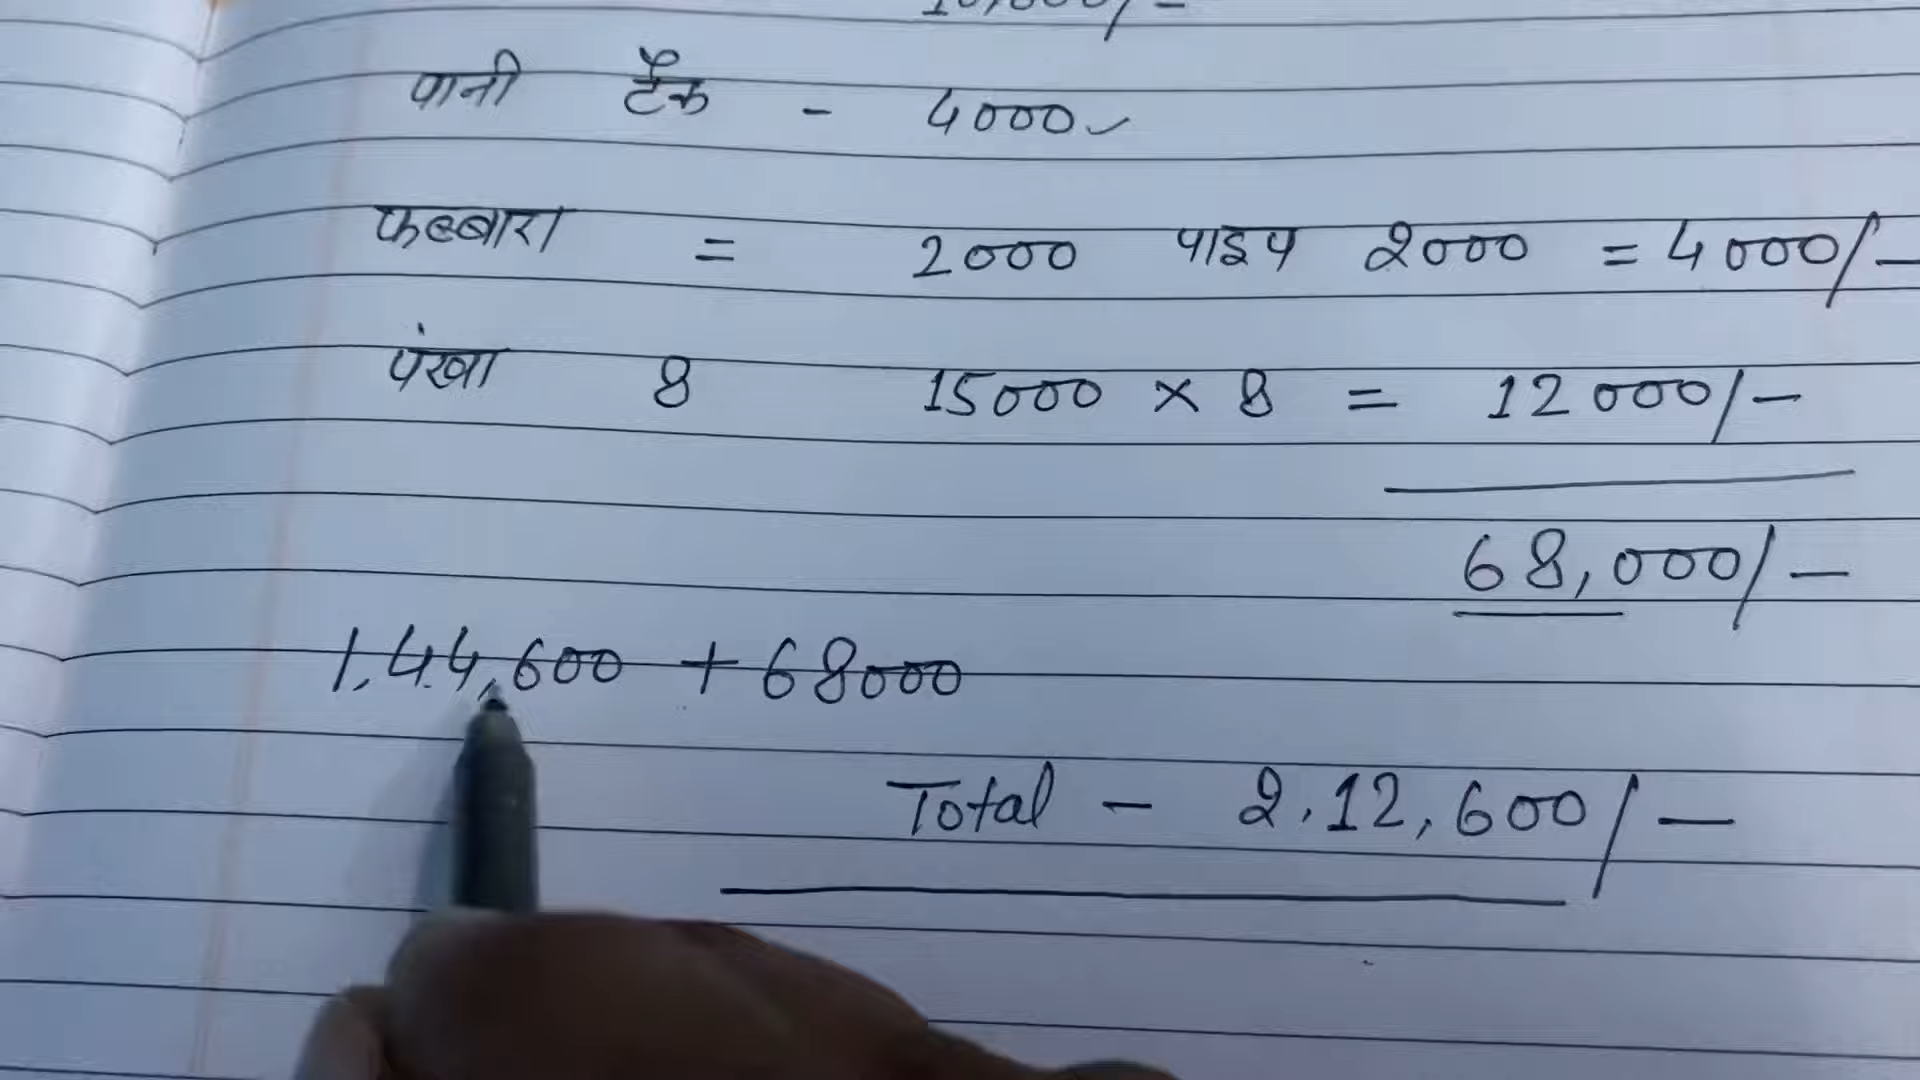 पानी टैंक - 4000
फब्बारा = 2000 पाइप 2000 = 4000/-
पंखा 8 15000 × 8 = 12000/-
68,000/-
1,44,600 + 68000
Total - 2,12,600/-